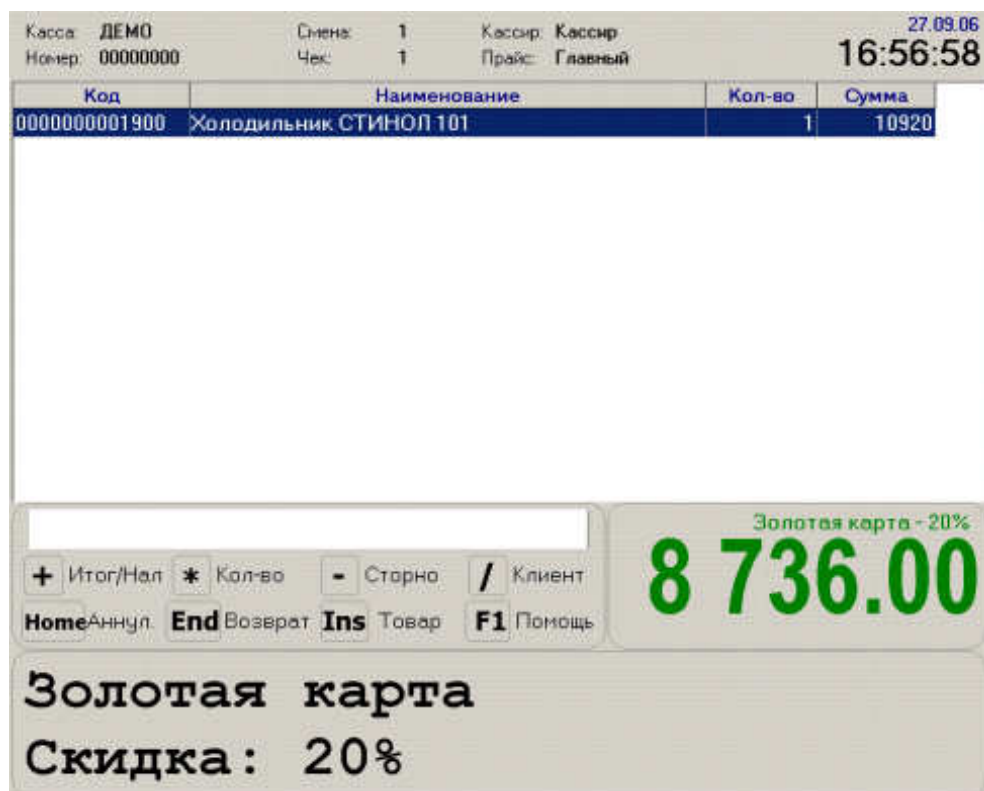 Касса: ДЕМО Смена: 1 Кассир: Кассир 27.09.06
Номер: 00000000 Чек: 1 Прайс: Главный 16:56:58
Код Наименование Кол-во Сумма
0000000001900 Холодильник СТИНОЛ 101 1 10920
Золотая карта - 20%
8 736.00
+ Итог/Нал * Кол-во - Сторно / Клиент
Home Аннул. End Возврат Ins Товар F1 Помощь
Золотая карта
Скидка: 20%